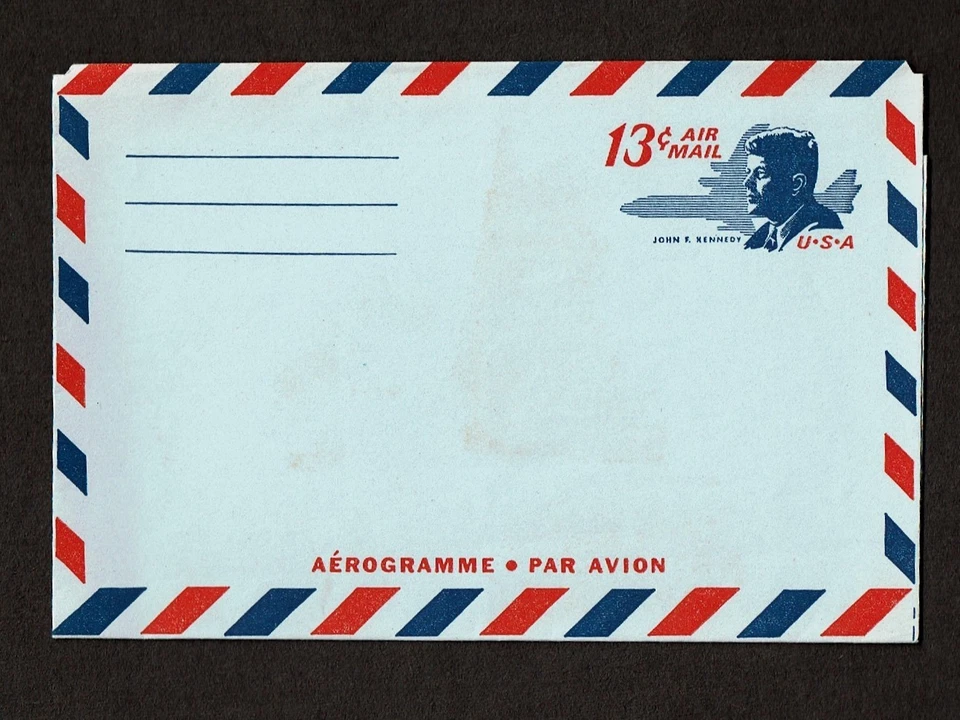 13¢ AIR
MAIL
JOHN F. KENNEDY
U•S•A
AÉROGRAMME • PAR AVION